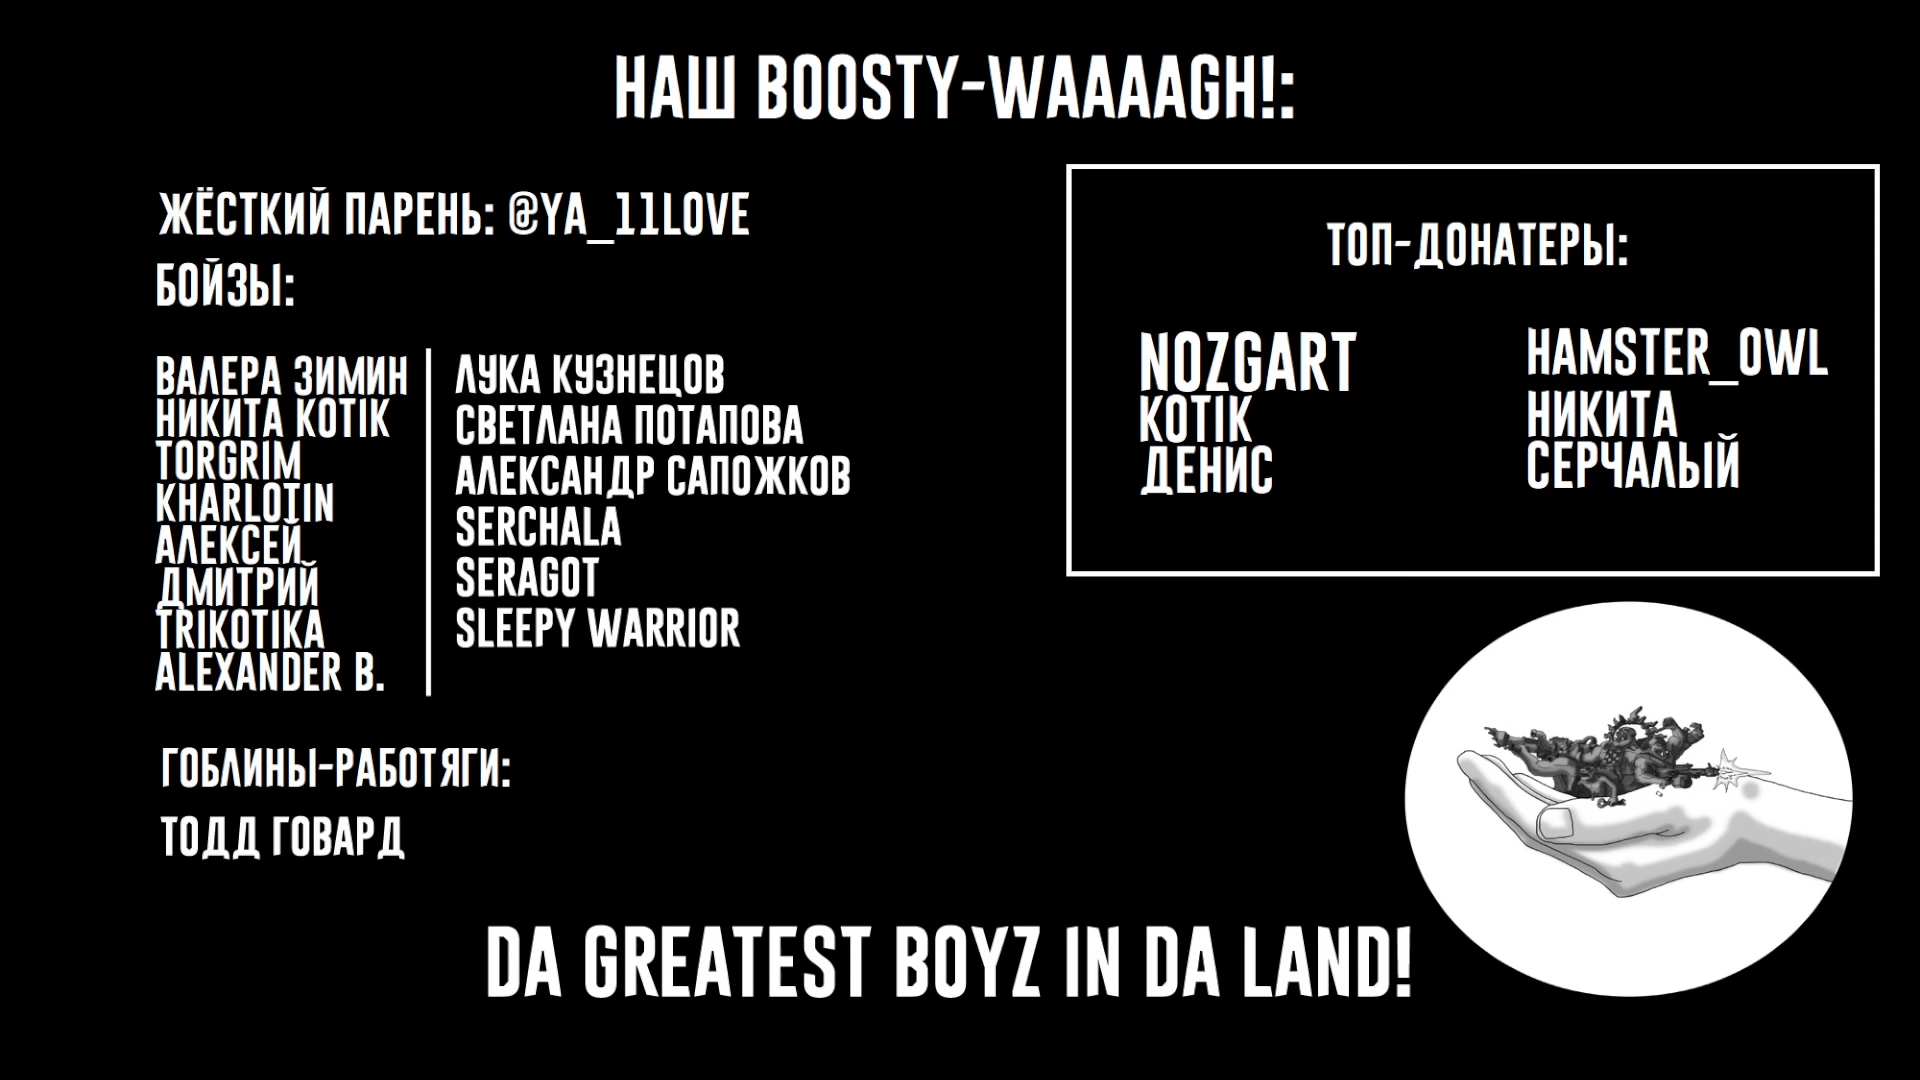 НАШ BOOSTY-WAAAAGH!:
ЖЁСТКИЙ ПАРЕНЬ: @YA_11LOVE
БОЙЗЫ:
ВАЛЕРА ЗИМИН
НИКИТА KOTIK
TORGRIM
KHARLOTIN
АЛЕКСЕЙ
ДМИТРИЙ
TRIKOTIKA
ALEXANDER B.
ЛУКА КУЗНЕЦОВ
СВЕТЛАНА ПОТАПОВА
АЛЕКСАНДР САПОЖКОВ
SERCHALA
SERAGOT
SLEEPY WARRIOR
ГОБЛИНЫ-РАБОТЯГИ:
ТОДД ГОВАРД
ТОП-ДОНАТЕРЫ:
NOZGART
KOTIK
ДЕНИС
HAMSTER_OWL
НИКИТА
СЕРЧАЛЫЙ
DA GREATEST BOYZ IN DA LAND!